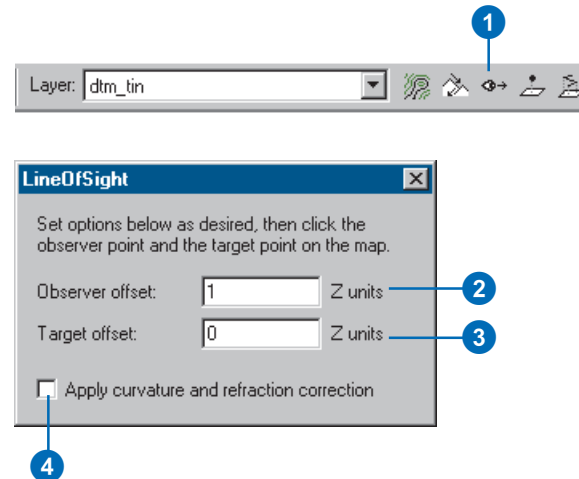 1
Layer: dtm_tin
LineOfSight
Set options below as desired, then click the
observer point and the target point on the map.
Observer offset: 1 Z units 2
Target offset: 0 Z units 3
Apply curvature and refraction correction
4